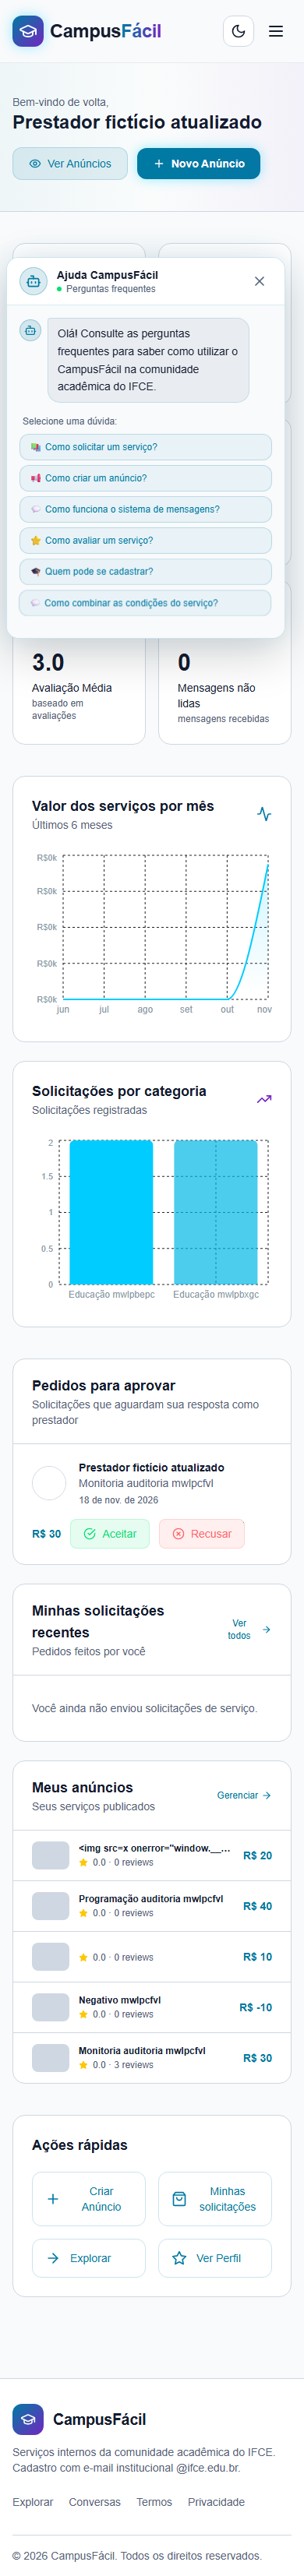 CampusFácil
Bem-vindo de volta,
Prestador fictício atualizado
Ver Anúncios
Novo Anúncio
Ajuda CampusFácil
Perguntas frequentes
Olá! Consulte as perguntas
frequentes para saber como utilizar o
CampusFácil na comunidade
acadêmica do IFCE.
Selecione uma dúvida:
Como solicitar um serviço?
Como criar um anúncio?
Como funciona o sistema de mensagens?
Como avaliar um serviço?
Quem pode se cadastrar?
Como combinar as condições do serviço?
3.0
Avaliação Média
baseado em
avaliações
0
Mensagens não
lidas
mensagens recebidas
Valor dos serviços por mês
Últimos 6 meses
R$0k
R$0k
R$0k
R$0k
R$0k
jun jul ago set out nov
Solicitações por categoria
Solicitações registradas
2
1.5
1
0.5
0
Educação mwlpbepc Educação mwlpbxgc
Pedidos para aprovar
Solicitações que aguardam sua resposta como
prestador
Prestador fictício atualizado
Monitoria auditoria mwlpcfvl
18 de nov. de 2026
R$ 30 Aceitar Recusar
Minhas solicitações
recentes
Pedidos feitos por você
Ver
todos
Você ainda não enviou solicitações de serviço.
Meus anúncios
Seus serviços publicados
Gerenciar
<img src=x onerror="window.__...
0.0 · 0 reviews
R$ 20
Programação auditoria mwlpcfvl
0.0 · 0 reviews
R$ 40
0.0 · 0 reviews
R$ 10
Negativo mwlpcfvl
0.0 · 0 reviews
R$ -10
Monitoria auditoria mwlpcfvl
0.0 · 3 reviews
R$ 30
Ações rápidas
Criar
Anúncio
Minhas
solicitações
Explorar
Ver Perfil
CampusFácil
Serviços internos da comunidade acadêmica do IFCE.
Cadastro com e-mail institucional @ifce.edu.br.
Explorar Conversas Termos Privacidade
© 2026 CampusFácil. Todos os direitos reservados.